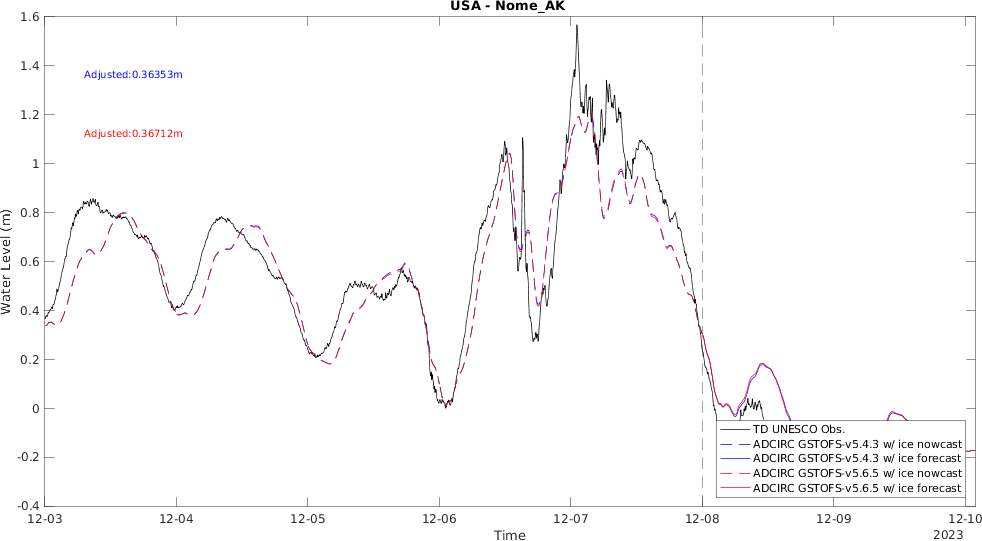 USA - Nome_AK
1.6
1.4
1.2
1
0.8
0.6
0.4
0.2
0
-0.2
-0.4
Water Level (m)
Adjusted:0.36353m
Adjusted:0.36712m
TD UNESCO Obs.
ADCIRC GSTOFS-v5.4.3 w/ ice nowcast
ADCIRC GSTOFS-v5.4.3 w/ ice forecast
ADCIRC GSTOFS-v5.6.5 w/ ice nowcast
ADCIRC GSTOFS-v5.6.5 w/ ice forecast
12-03 12-04 12-05 12-06 12-07 12-08 12-09 12-10
Time
2023